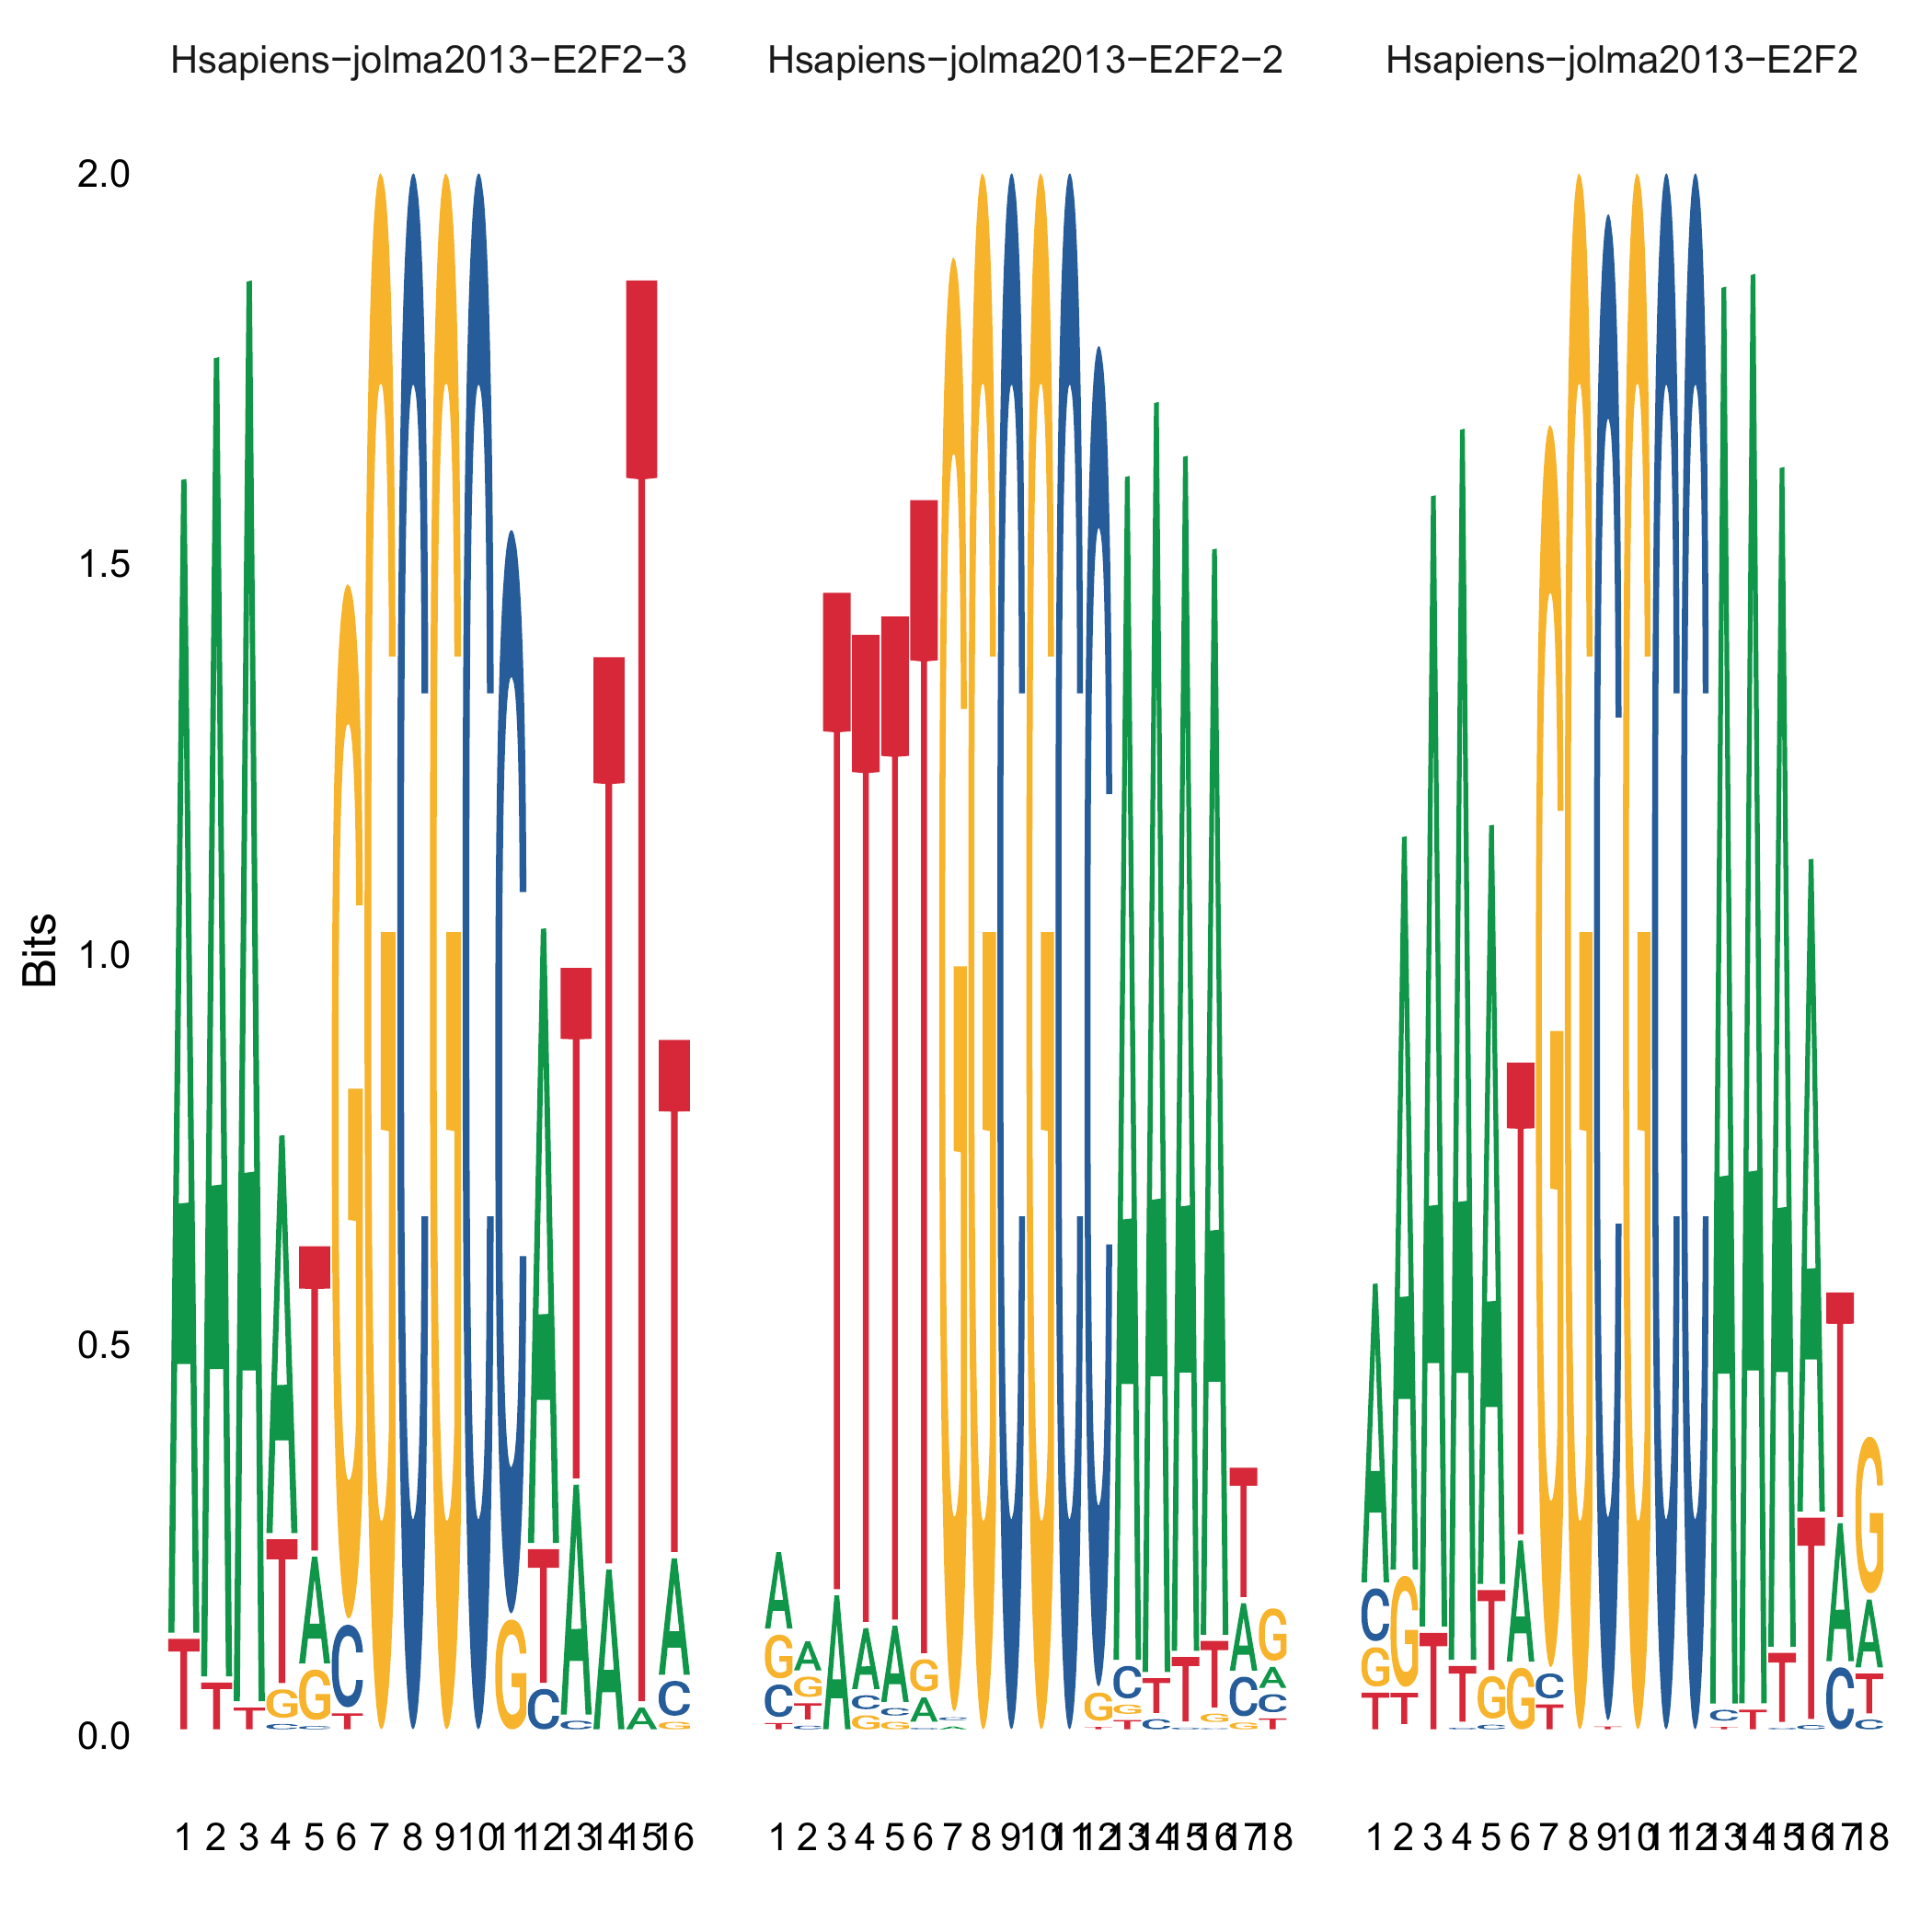 Hsapiens−jolma2013−E2F2−3 Hsapiens−jolma2013−E2F2−2 Hsapiens−jolma2013−E2F2
2.0
1.5
1.0
0.5
0.0
Bits
1 2 3 4 5 6 7 8 9 10 11 12 13 14 15 16
1 2 3 4 5 6 7 8 9 10 11 12 13 14 15 16 17 18
1 2 3 4 5 6 7 8 9 10 11 12 13 14 15 16 17 18